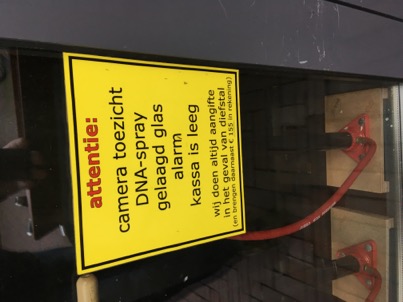 attentie:
camera toezicht
DNA-spray
gelaagd glas
alarm
kassa is leeg
wij doen altijd aangifte
in het geval van diefstal
(en brengen daarnaast € 155 in rekening)